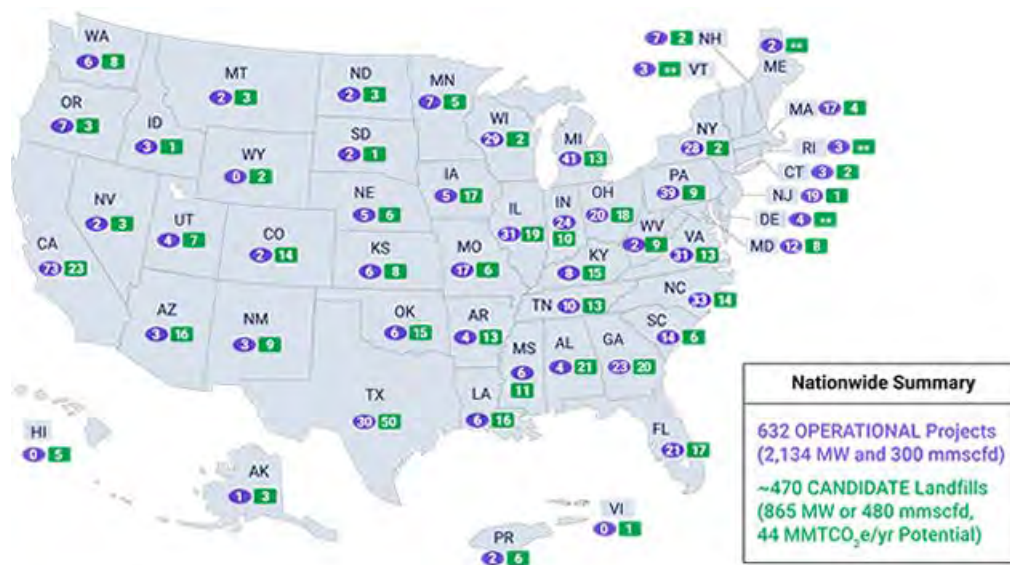 WA
6 8
OR
7 3
CA
73 23
NV
2 3
ID
3 1
MT
2 3
WY
0 2
UT
4 7
AZ
3 16
CO
2 14
NM
3 9
ND
2 3
SD
2 1
NE
5 6
KS
6 8
OK
6 15
TX
30 50
MN
7 5
IA
5 17
MO
17 6
AR
4 13
LA
6 16
WI
29 2
IL
31 19
MI
41 13
IN
24
10
OH
20 18
KY
8 15
TN 10 13
MS
6
11
AL
4 21
GA
23 20
FL
21 17
SC
14 6
NC
33 14
VA
31 13
WV
2 9
PA
39 9
NY
28 2
7 2 NH
3 ** VT
2 **
ME
MA 17 4
RI 3 **
CT 3 2
NJ 19 1
DE 4 **
MD 12 8
HI
0 5
AK
1 3
PR
2 6
VI
0 1
Nationwide Summary
632 OPERATIONAL Projects
(2,134 MW and 300 mmscfd)
~470 CANDIDATE Landfills
(865 MW or 480 mmscfd,
44 MMTCO₂e/yr Potential)